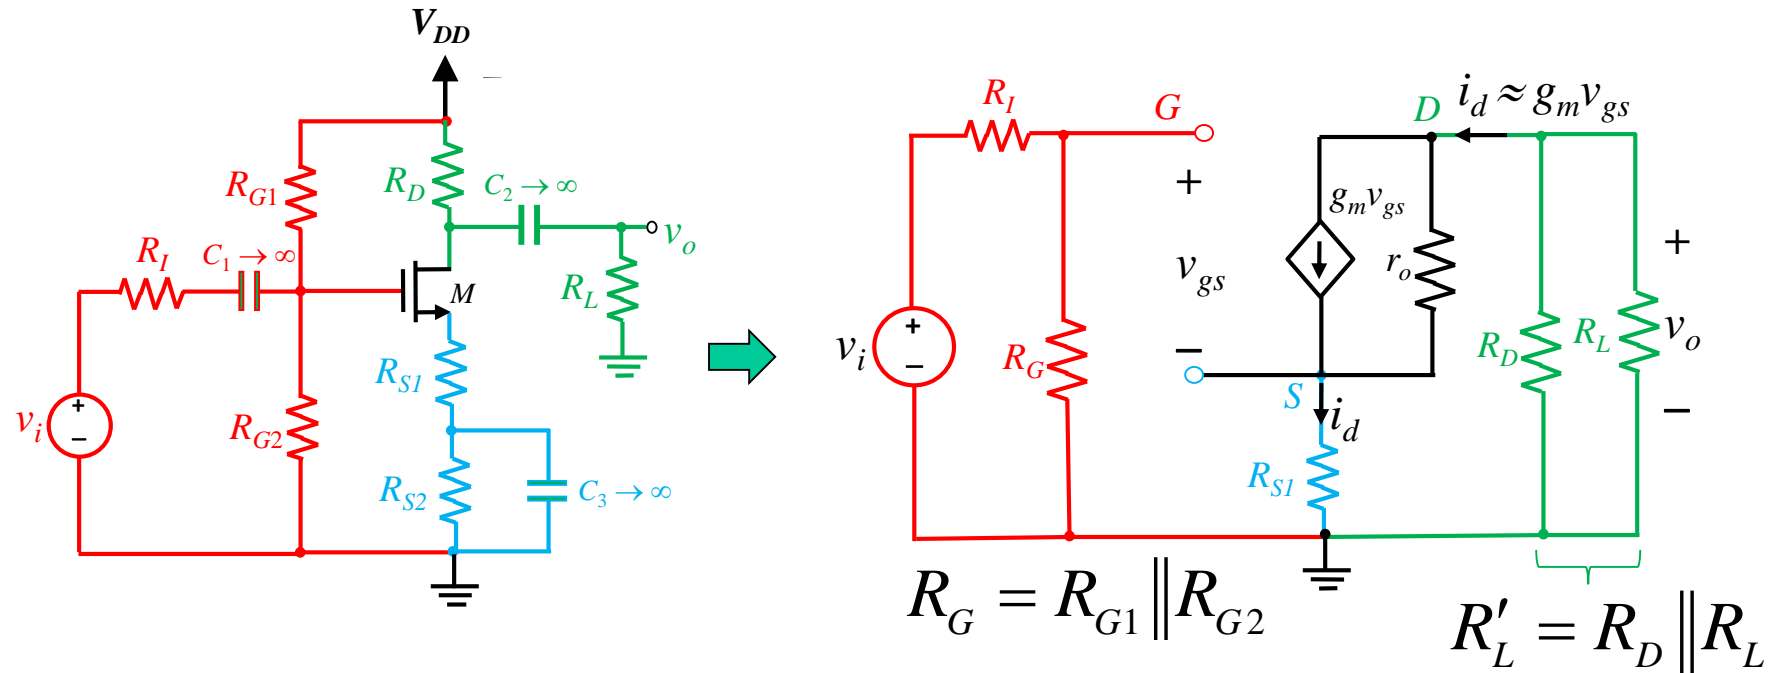 V_DD
R_G1
R_D
C_2 → ∞
v_o
R_I
C_1 → ∞
M
R_L
R_S1
v_i
+
−
R_G2
R_S2
C_3 → ∞
R_I
G
D
i_d ≈ g_m v_gs
+
g_m v_gs
v_gs
r_o
+
v_i
+
−
R_G
−
R_D
R_L
v_o
S
i_d
−
R_S1
R_G = R_G1 || R_G2
R'_L = R_D || R_L